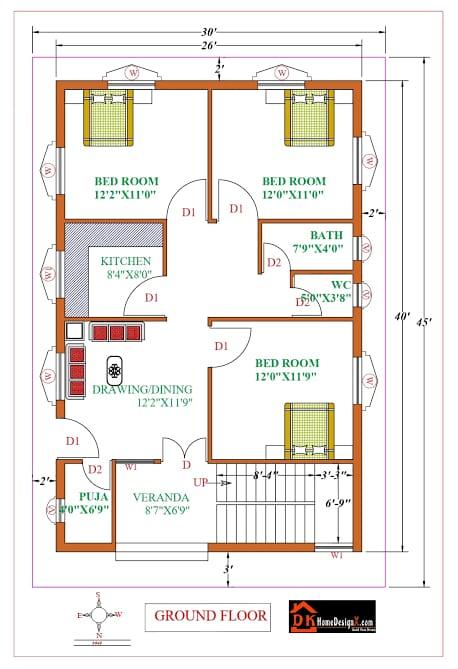 30'
26'
2'
W
W
BED ROOM
12'2"X11'0"
BED ROOM
12'0"X11'0"
W
W
D1
D1
2'
BATH
7'9"X4'0"
W
D2
KITCHEN
8'4"X8'0"
W
WC
5'0"X3'8"
W
D2
D1
40'
45'
D1
BED ROOM
12'0"X11'9"
W
W
DRAWING/DINING
12'2"X11'9"
D1
D2
W1
D
2'
UP
8'-4"
3'-3"
PUJA
4'0"X6'9"
W
VERANDA
8'7"X6'9"
6'-9"
W1
3'
S
E
W
N
GROUND FLOOR
DK
HomeDesignX.com